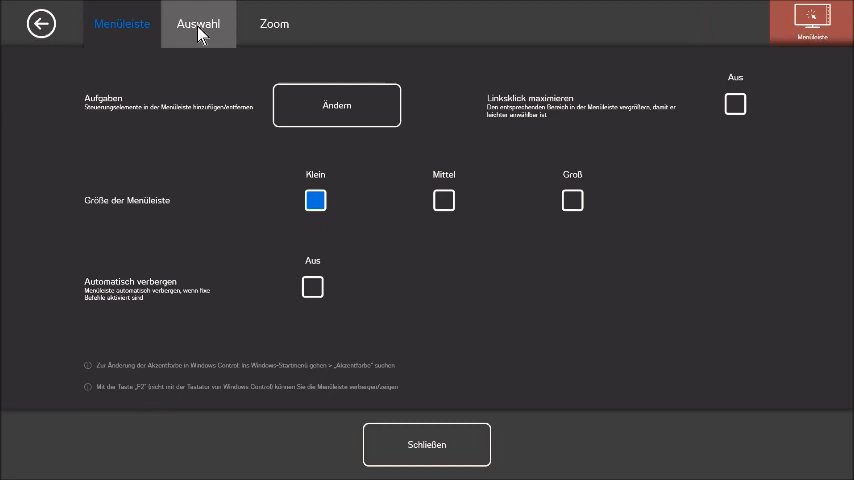 Menüleiste
Auswahl
Zoom
Menüleiste
Aufgaben
Steuerungselemente in der Menüleiste hinzufügen/entfernen
Ändern
Linksklick maximieren
Den entsprechenden Bereich in der Menüleiste vergrößern, damit er
leichter anwählbar ist
Aus
Größe der Menüleiste
Klein
Mittel
Groß
Automatisch verbergen
Menüleiste automatisch verbergen, wenn fixe
Befehle aktiviert sind
Aus
Zur Änderung der Akzentfarbe in Windows Control: ins Windows-Startmenü gehen > „Akzentfarbe" suchen
Mit der Taste „F2" (nicht mit der Tastatur von Windows Control) können Sie die Menüleiste verbergen/zeigen
Schließen